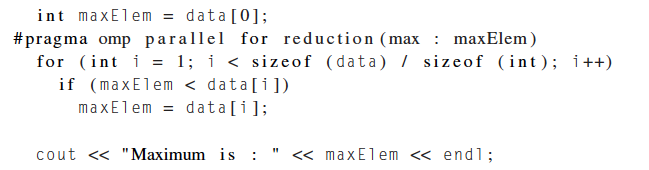 int maxElem = data[0];
#pragma omp parallel for reduction(max : maxElem)
for (int i = 1; i < sizeof (data) / sizeof (int); i++)
if (maxElem < data[i])
maxElem = data[i];
cout << "Maximum is : " << maxElem << endl;